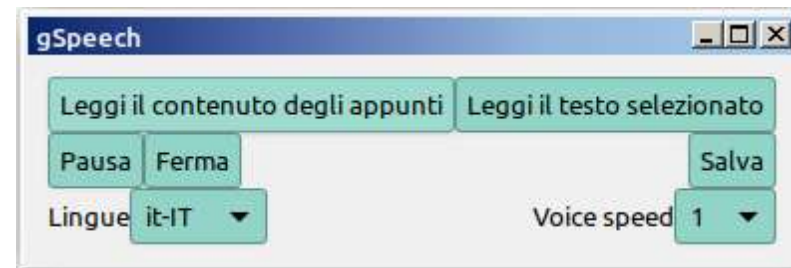 gSpeech
Leggi il contenuto degli appunti Leggi il testo selezionato
Pausa Ferma Salva
Lingue it-IT Voice speed 1